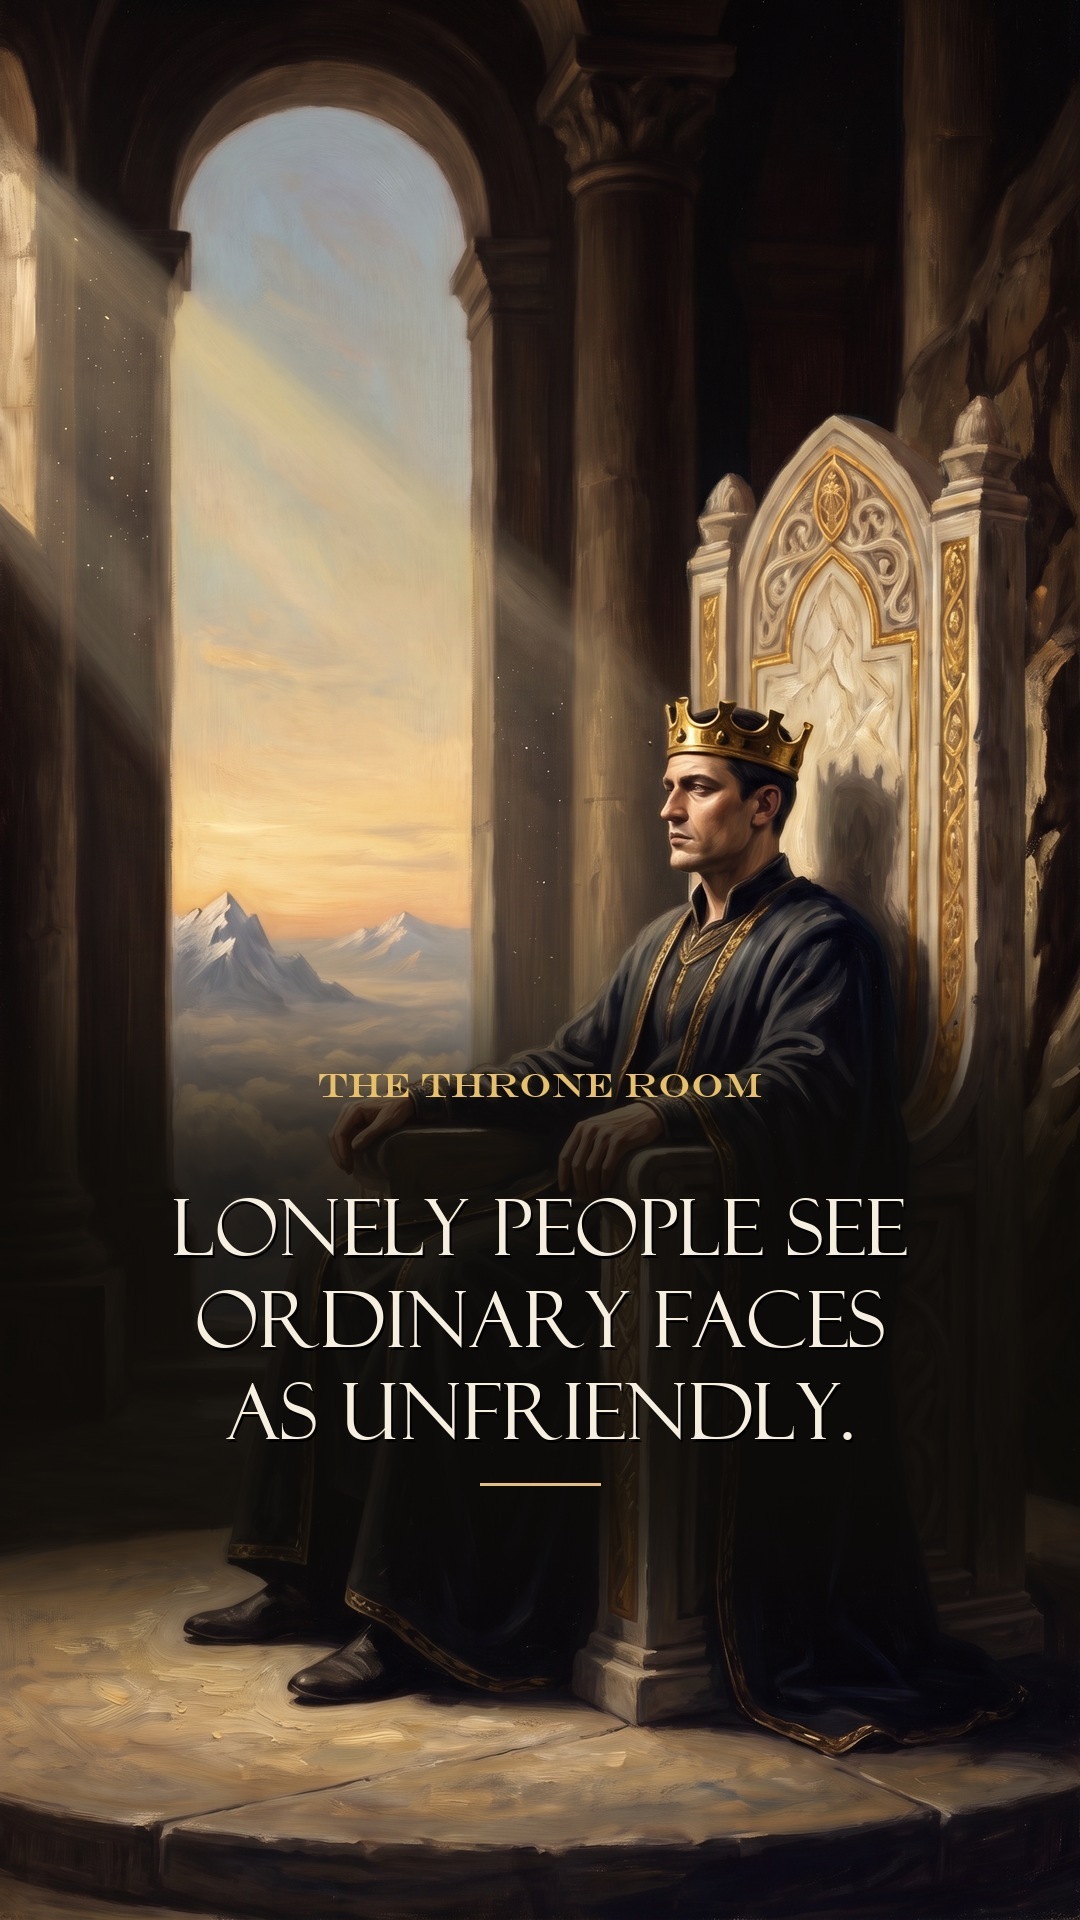 THE THRONE ROOM
LONELY PEOPLE SEE
ORDINARY FACES
AS UNFRIENDLY.